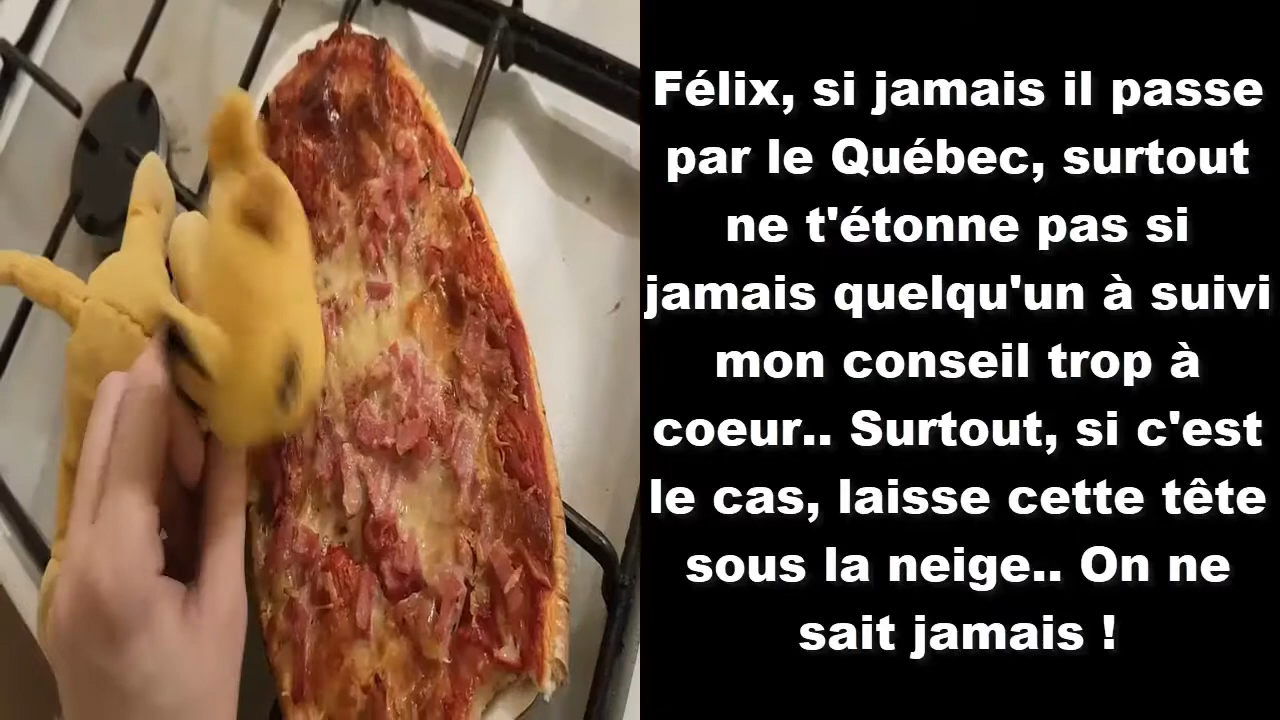 Félix, si jamais il passe
par le Québec, surtout
ne t'étonne pas si
jamais quelqu'un à suivi
mon conseil trop à
coeur.. Surtout, si c'est
le cas, laisse cette tête
sous la neige.. On ne
sait jamais !